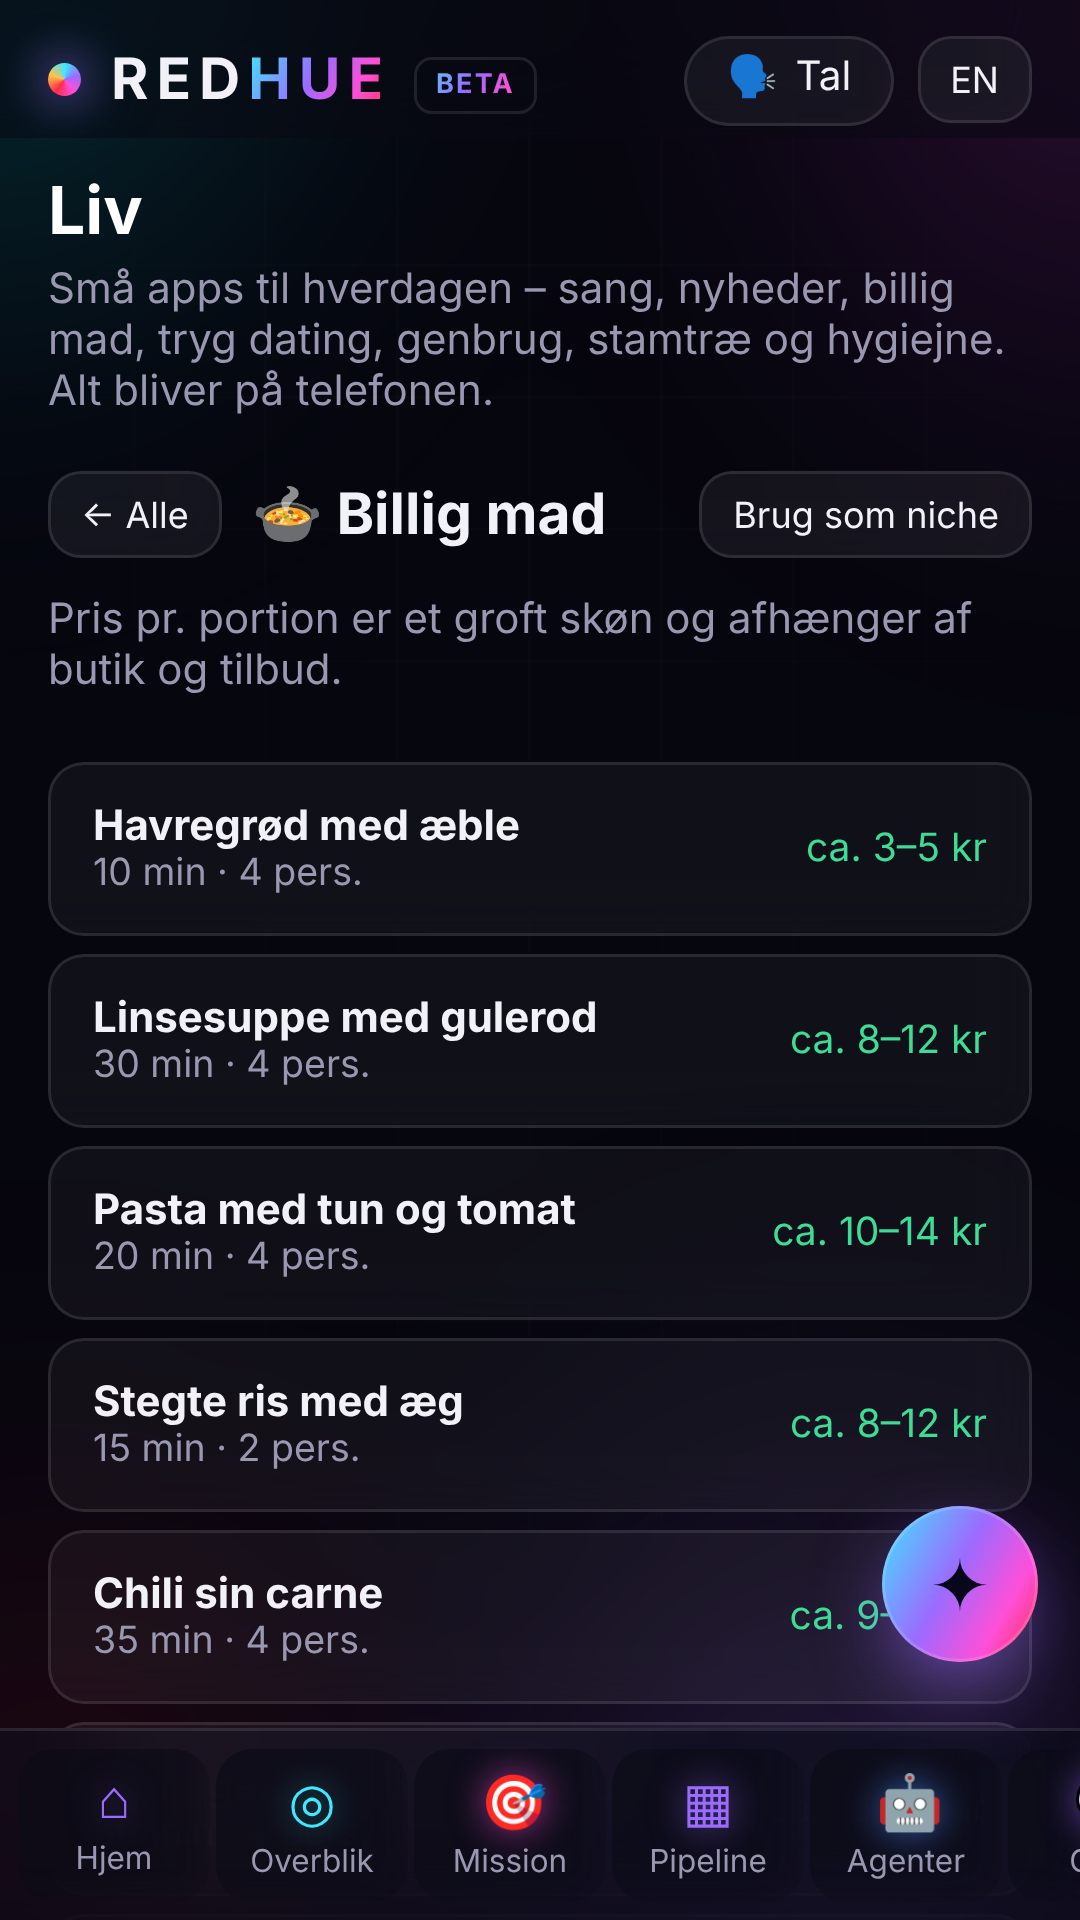 REDHUE BETA
Tal
EN
Liv
Små apps til hverdagen – sang, nyheder, billig
mad, tryg dating, genbrug, stamtræ og hygiejne.
Alt bliver på telefonen.
← Alle
Billig mad
Brug som niche
Pris pr. portion er et groft skøn og afhænger af
butik og tilbud.
Havregrød med æble
10 min · 4 pers.
ca. 3–5 kr
Linsesuppe med gulerod
30 min · 4 pers.
ca. 8–12 kr
Pasta med tun og tomat
20 min · 4 pers.
ca. 10–14 kr
Stegte ris med æg
15 min · 2 pers.
ca. 8–12 kr
Chili sin carne
35 min · 4 pers.
ca. 9–
Hjem
Overblik
Mission
Pipeline
Agenter